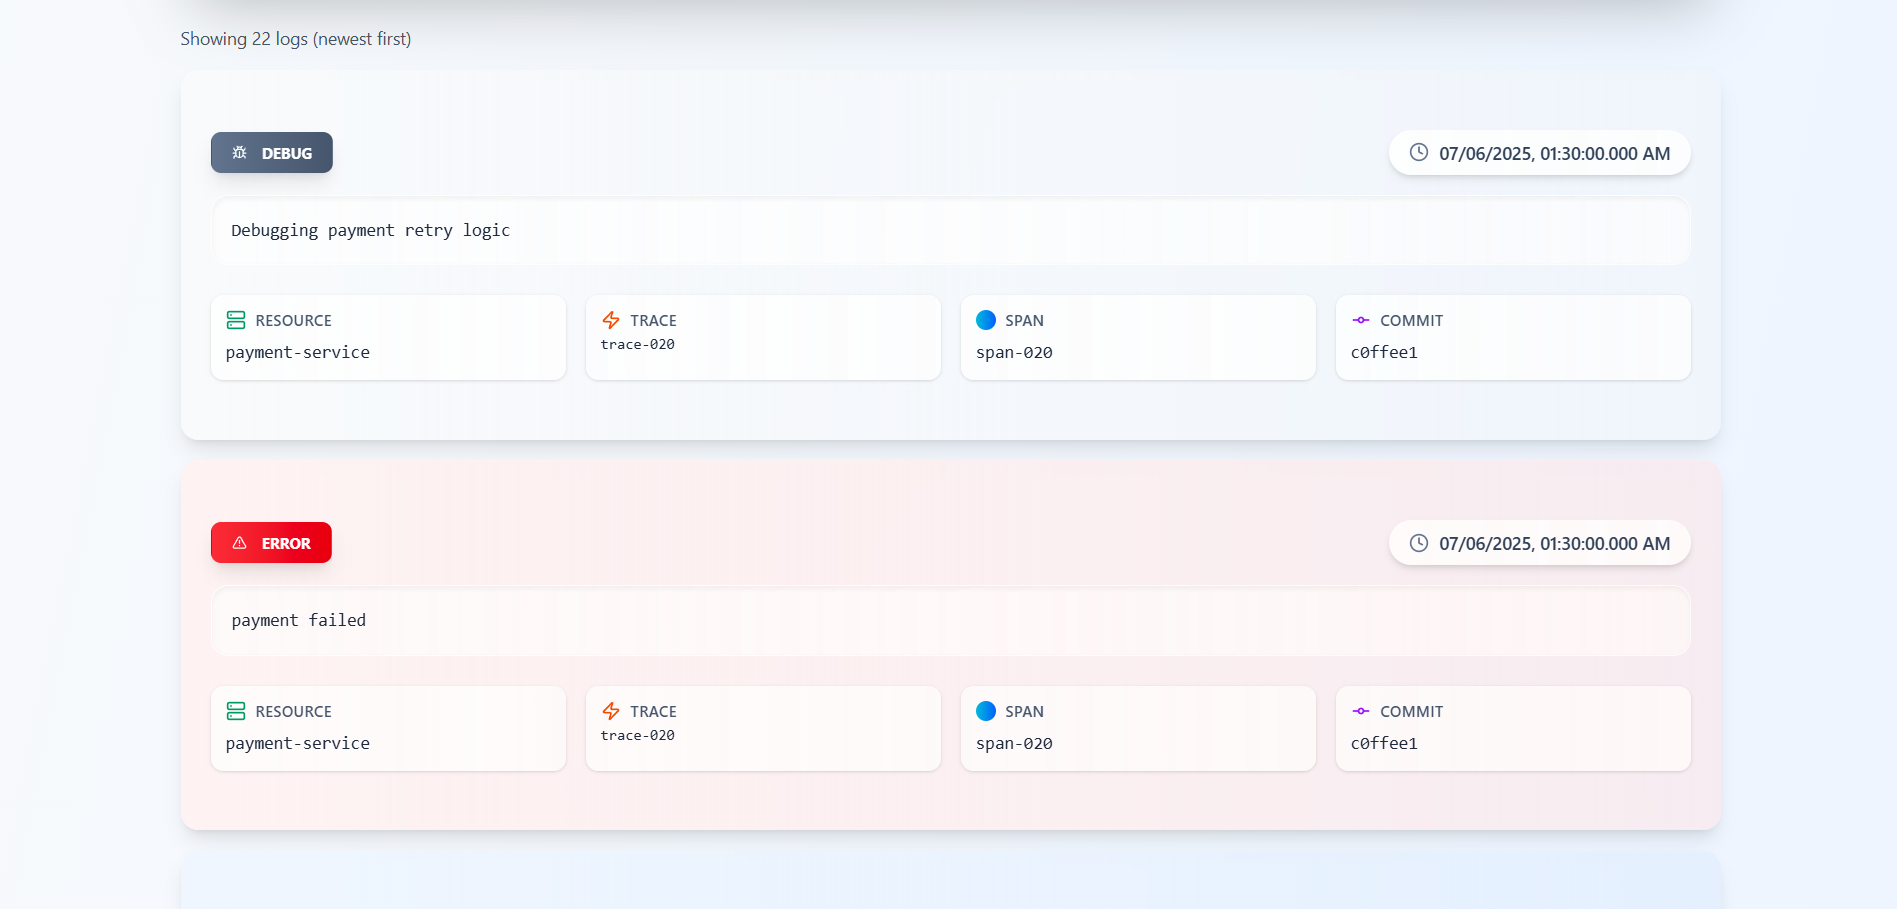 Showing 22 logs (newest first)
DEBUG
07/06/2025, 01:30:00.000 AM
Debugging payment retry logic
RESOURCE
payment-service
TRACE
trace-020
SPAN
span-020
COMMIT
c0ffee1
ERROR
07/06/2025, 01:30:00.000 AM
payment failed
RESOURCE
payment-service
TRACE
trace-020
SPAN
span-020
COMMIT
c0ffee1